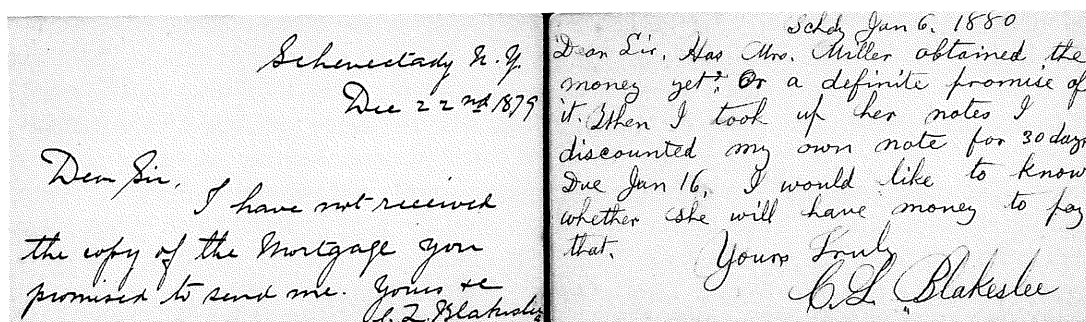 Schenectady N.Y.
Dec 22nd 1879
Dear Sir,
I have not received
the copy of the Mortgage you
promised to send me. Yours &c
C. L. Blakeslee
Schdy Jan 6. 1880
Dear Sir, Has Mrs. Miller obtained the
money yet? Or a definite promise of
it. When I took up her notes I
discounted my own note for 30 days
Due Jan 16, I would like to know
whether she will have money to pay
that.
Yours Truly
C. L. Blakeslee